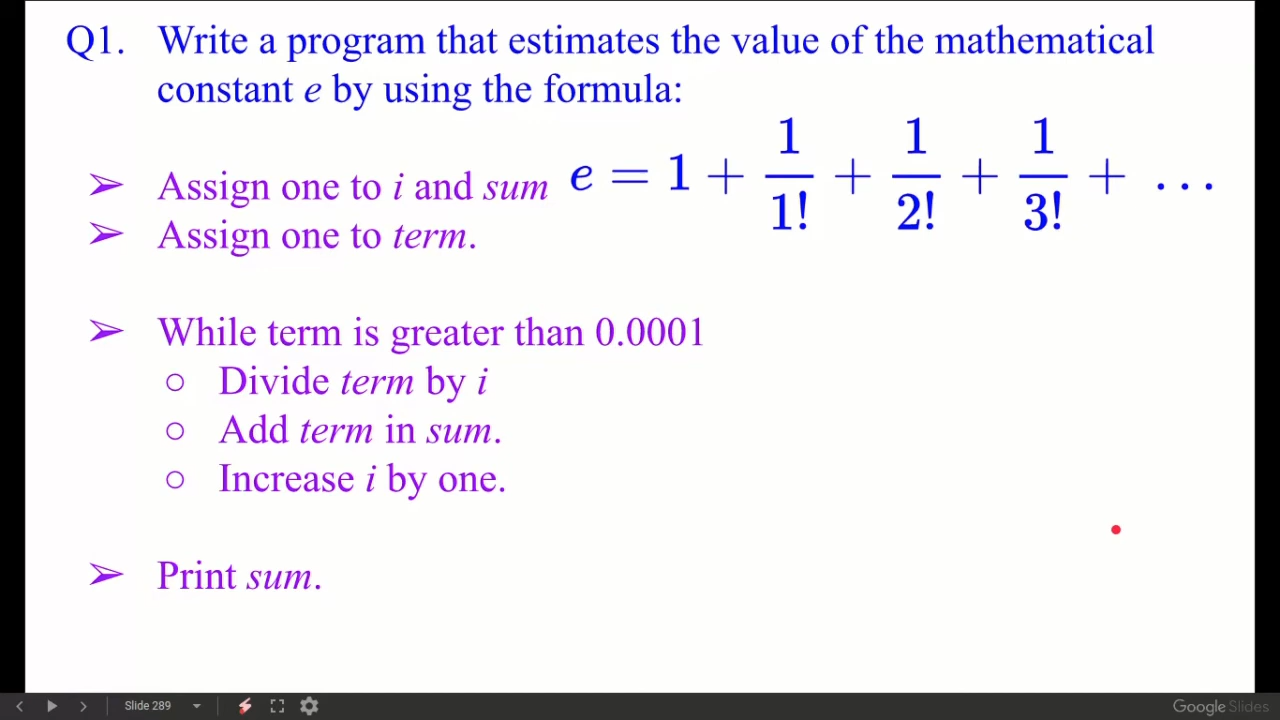 Q1. Write a program that estimates the value of the mathematical
constant e by using the formula:
e = 1 + 1/1! + 1/2! + 1/3! + ...
➢ Assign one to i and sum
➢ Assign one to term.
➢ While term is greater than 0.0001
○ Divide term by i
○ Add term in sum.
○ Increase i by one.
➢ Print sum.
Slide 289
Google Slides